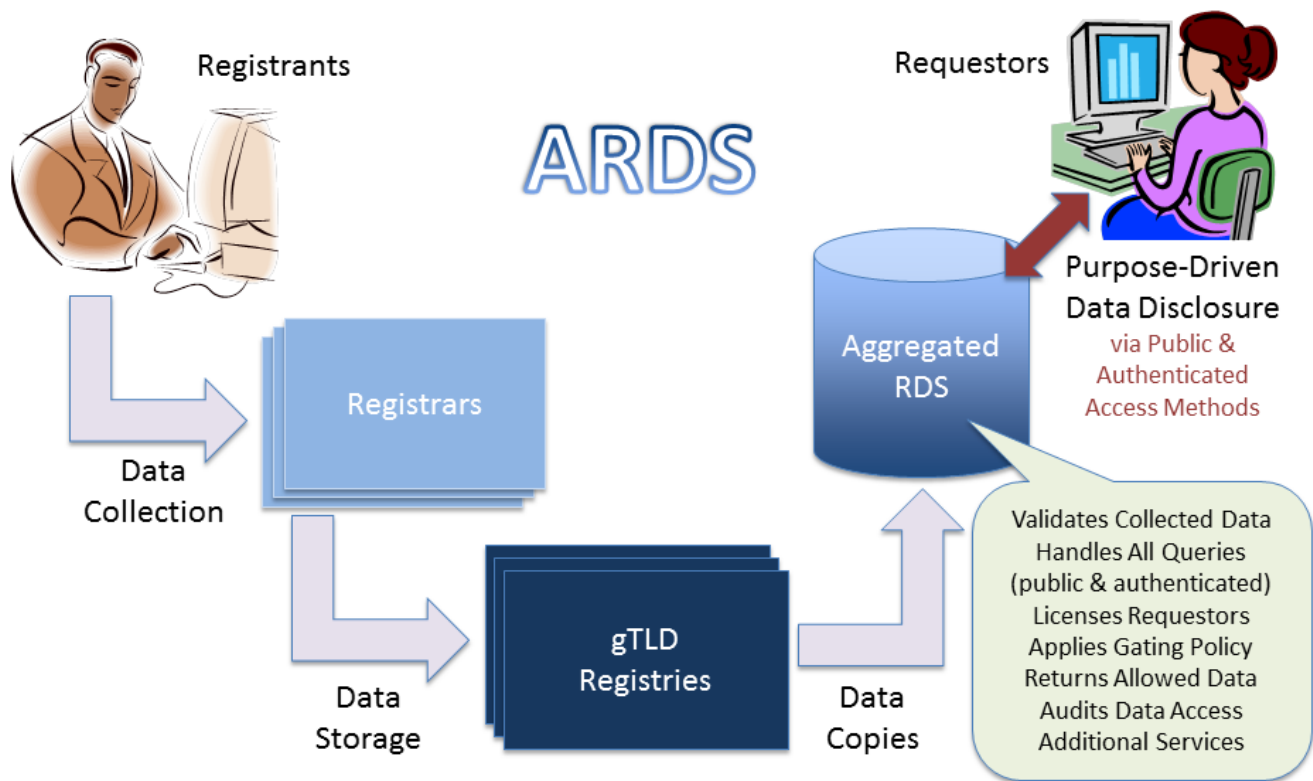 Registrants
Requestors
ARDS
Purpose-Driven
Data Disclosure
via Public &
Authenticated
Access Methods
Aggregated
RDS
Registrars
Data
Collection
Validates Collected Data
Handles All Queries
(public & authenticated)
Licenses Requestors
Applies Gating Policy
Returns Allowed Data
Audits Data Access
Additional Services
gTLD
Registries
Data
Storage
Data
Copies